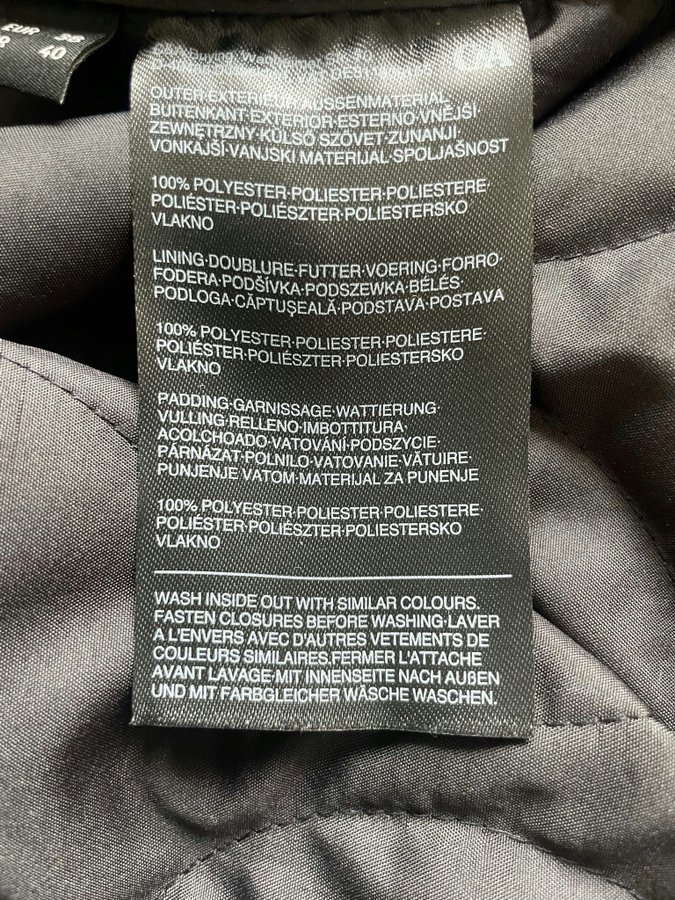 EUR 38
40
OUTER·EXTERIEUR·AUSSENMATERIAL·
BUITENKANT·EXTERIOR·ESTERNO·VNĚJŠÍ·
ZEWNĘTRZNY·KÜLSŐ SZÖVET·ZUNANJI·
VONKAJŠÍ·VANJSKI MATERIJAL·SPOLJAŠNOST
100% POLYESTER·POLIESTER·POLIESTERE·
POLIÉSTER·POLIÉSZTER·POLIESTERSKO
VLAKNO
LINING·DOUBLURE·FUTTER·VOERING·FORRO·
FODERA·PODŠÍVKA·PODSZEWKA·BÉLÉS·
PODLOGA·CĂPTUŞEALĂ·PODSTAVA·POSTAVA
100% POLYESTER·POLIESTER·POLIESTERE·
POLIÉSTER·POLIÉSZTER·POLIESTERSKO
VLAKNO
PADDING·GARNISSAGE·WATTIERUNG·
VULLING·RELLENO·IMBOTTITURA·
ACOLCHOADO·VATOVÁNÍ·PODSZYCIE·
PÁRNÁZAT·POLNILO·VATOVANIE·VĂTUIRE·
PUNJENJE VATOM·MATERIJAL ZA PUNENJE
100% POLYESTER·POLIESTER·POLIESTERE·
POLIÉSTER·POLIÉSZTER·POLIESTERSKO
VLAKNO
WASH INSIDE OUT WITH SIMILAR COLOURS.
FASTEN CLOSURES BEFORE WASHING·LAVER
A L'ENVERS AVEC D'AUTRES VETEMENTS DE
COULEURS SIMILAIRES.FERMER L'ATTACHE
AVANT LAVAGE·MIT INNENSEITE NACH AUßEN
UND MIT FARBGLEICHER WÄSCHE WASCHEN.